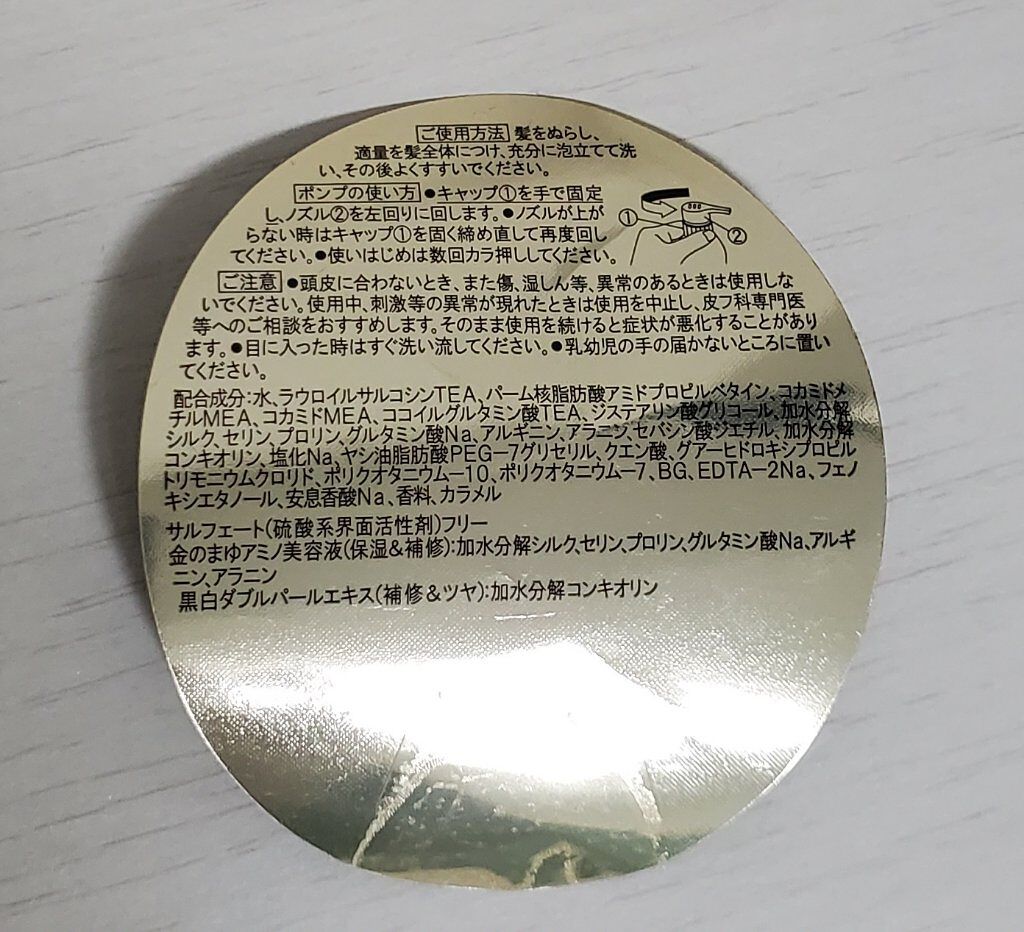 ご使用方法 髪をぬらし、
適量を髪全体につけ、充分に泡立てて洗
い、その後よくすすいでください。
ポンプの使い方 ●キャップ①を手で固定
し、ノズル②を左回りに回します。●ノズルが上が
らない時はキャップ①を固く締め直して再度回し
てください。●使いはじめは数回カラ押ししてください。
① ②
ご注意 ●頭皮に合わないとき、また傷、湿しん等、異常のあるときは使用しな
いでください。使用中、刺激等の異常が現れたときは使用を中止し、皮フ科専門医
等へのご相談をおすすめします。そのまま使用を続けると症状が悪化することがあり
ます。●目に入った時はすぐ洗い流してください。●乳幼児の手の届かないところに置い
てください。
配合成分:水、ラウロイルサルコシンTEA、パーム核脂肪酸アミドプロピルベタイン、コカミドメ
チルMEA、コカミドMEA、ココイルグルタミン酸TEA、ジステアリン酸グリコール、加水分解
シルク、セリン、プロリン、グルタミン酸Na、アルギニン、アラニン、セバシン酸ジエチル、加水分解
コンキオリン、塩化Na、ヤシ油脂肪酸PEG-7グリセリル、クエン酸、グアーヒドロキシプロピル
トリモニウムクロリド、ポリクオタニウム-10、ポリクオタニウム-7、BG、EDTA-2Na、フェノ
キシエタノール、安息香酸Na、香料、カラメル
サルフェート(硫酸系界面活性剤)フリー
金のまゆアミノ美容液(保湿&補修):加水分解シルク、セリン、プロリン、グルタミン酸Na、アルギ
ニン、アラニン
黒白ダブルパールエキス(補修&ツヤ):加水分解コンキオリン